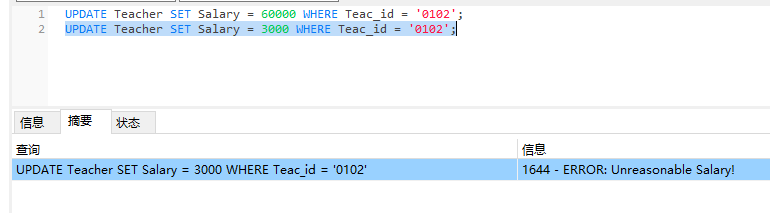 1 UPDATE Teacher SET Salary = 60000 WHERE Teac_id = '0102';
2 UPDATE Teacher SET Salary = 3000 WHERE Teac_id = '0102';
信息 摘要 状态
查询 信息
UPDATE Teacher SET Salary = 3000 WHERE Teac_id = '0102' 1644 - ERROR: Unreasonable Salary!